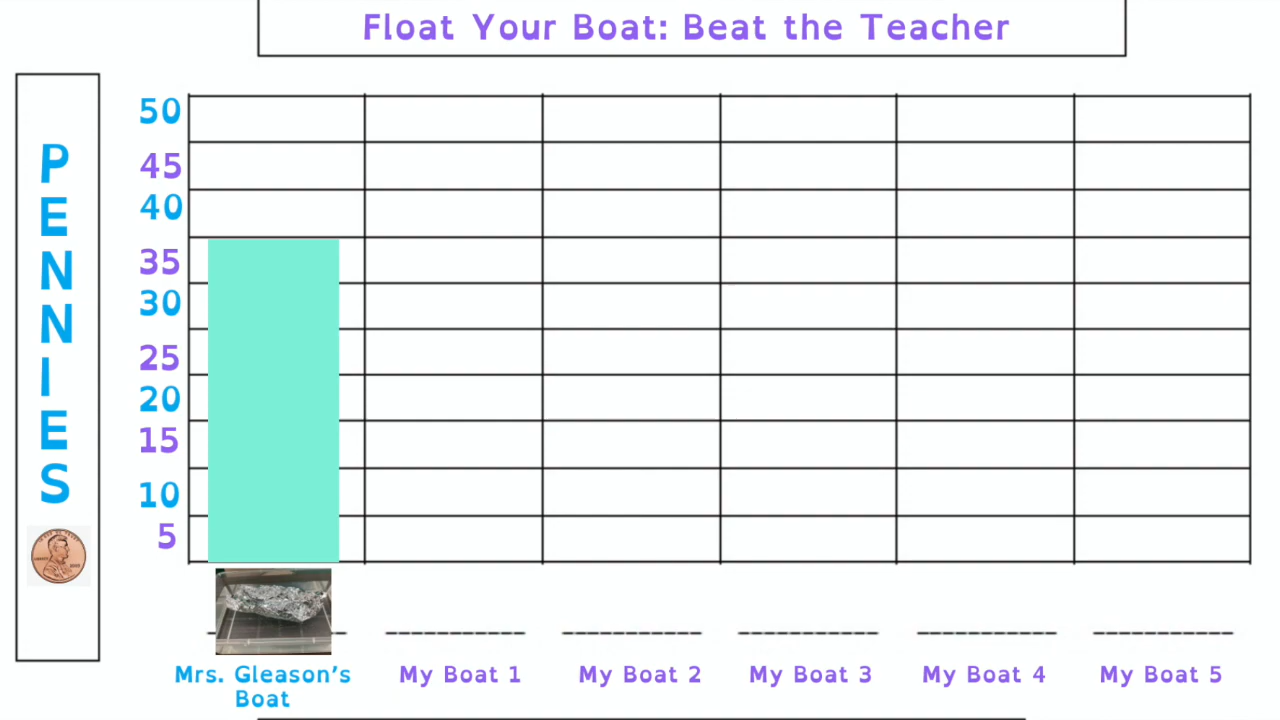 Float Your Boat: Beat the Teacher
PENNIES
50
45
40
35
30
25
20
15
10
5
Mrs. Gleason's
Boat
My Boat 1
My Boat 2
My Boat 3
My Boat 4
My Boat 5